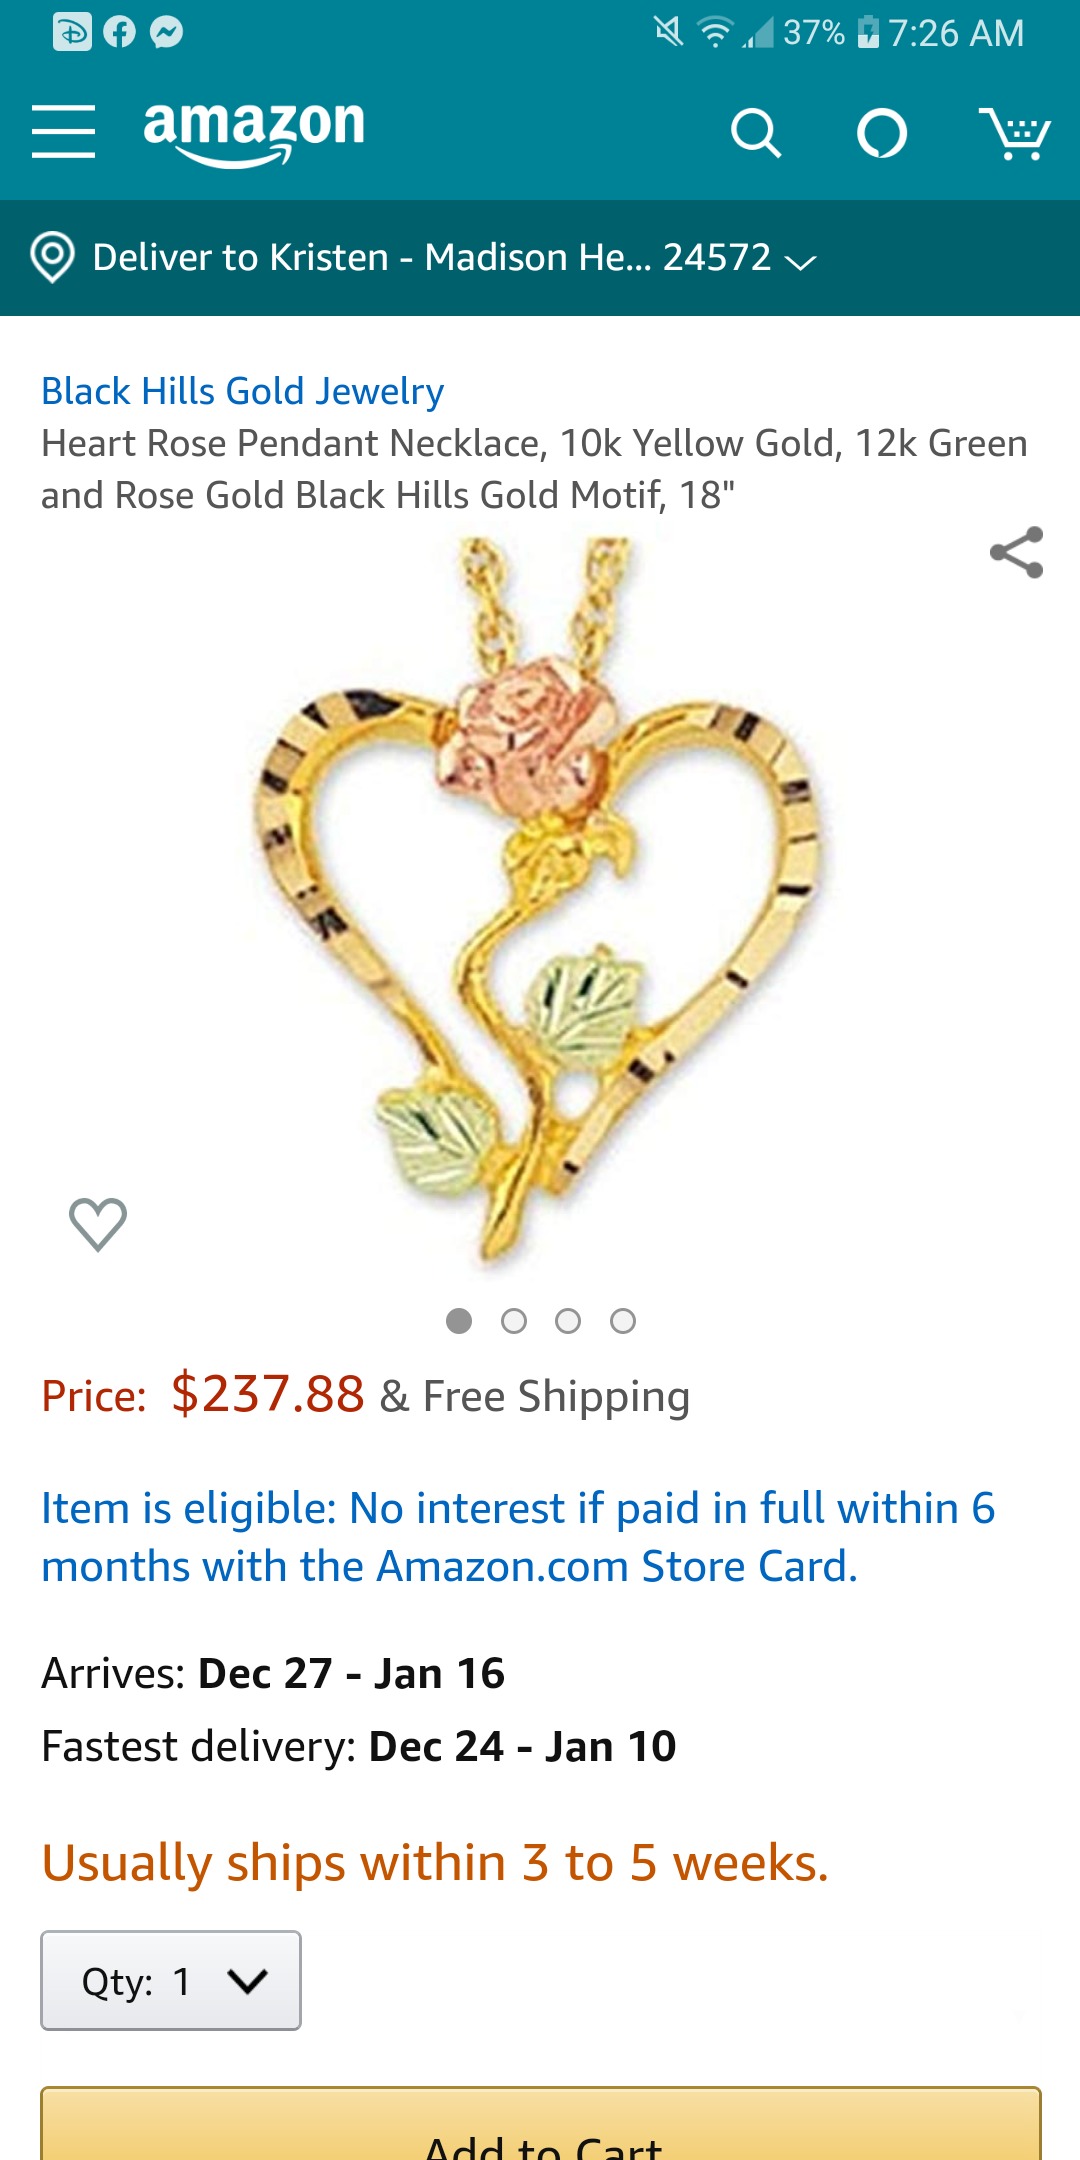 37% 7:26 AM
amazon
Deliver to Kristen - Madison He... 24572
Black Hills Gold Jewelry
Heart Rose Pendant Necklace, 10k Yellow Gold, 12k Green
and Rose Gold Black Hills Gold Motif, 18"
Price: $237.88 & Free Shipping
Item is eligible: No interest if paid in full within 6
months with the Amazon.com Store Card.
Arrives: Dec 27 - Jan 16
Fastest delivery: Dec 24 - Jan 10
Usually ships within 3 to 5 weeks.
Qty: 1
Add to Cart